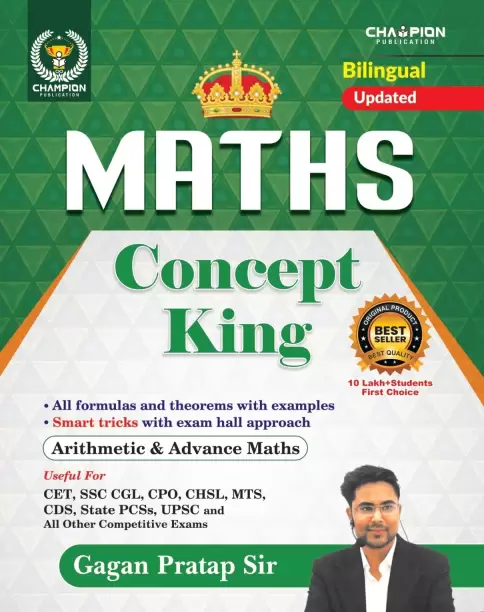 CHAMPION
PUBLICATION
CHAMPION
PUBLICATION
Bilingual
Updated
MATHS
Concept
King
ORIGINAL PRODUCT
BEST
SELLER
BEST QUALITY
10 Lakh+Students
First Choice
• All formulas and theorems with examples
• Smart tricks with exam hall approach
Arithmetic & Advance Maths
Useful For
CET, SSC CGL, CPO, CHSL, MTS,
CDS, State PCSs, UPSC and
All Other Competitive Exams
Gagan Pratap Sir